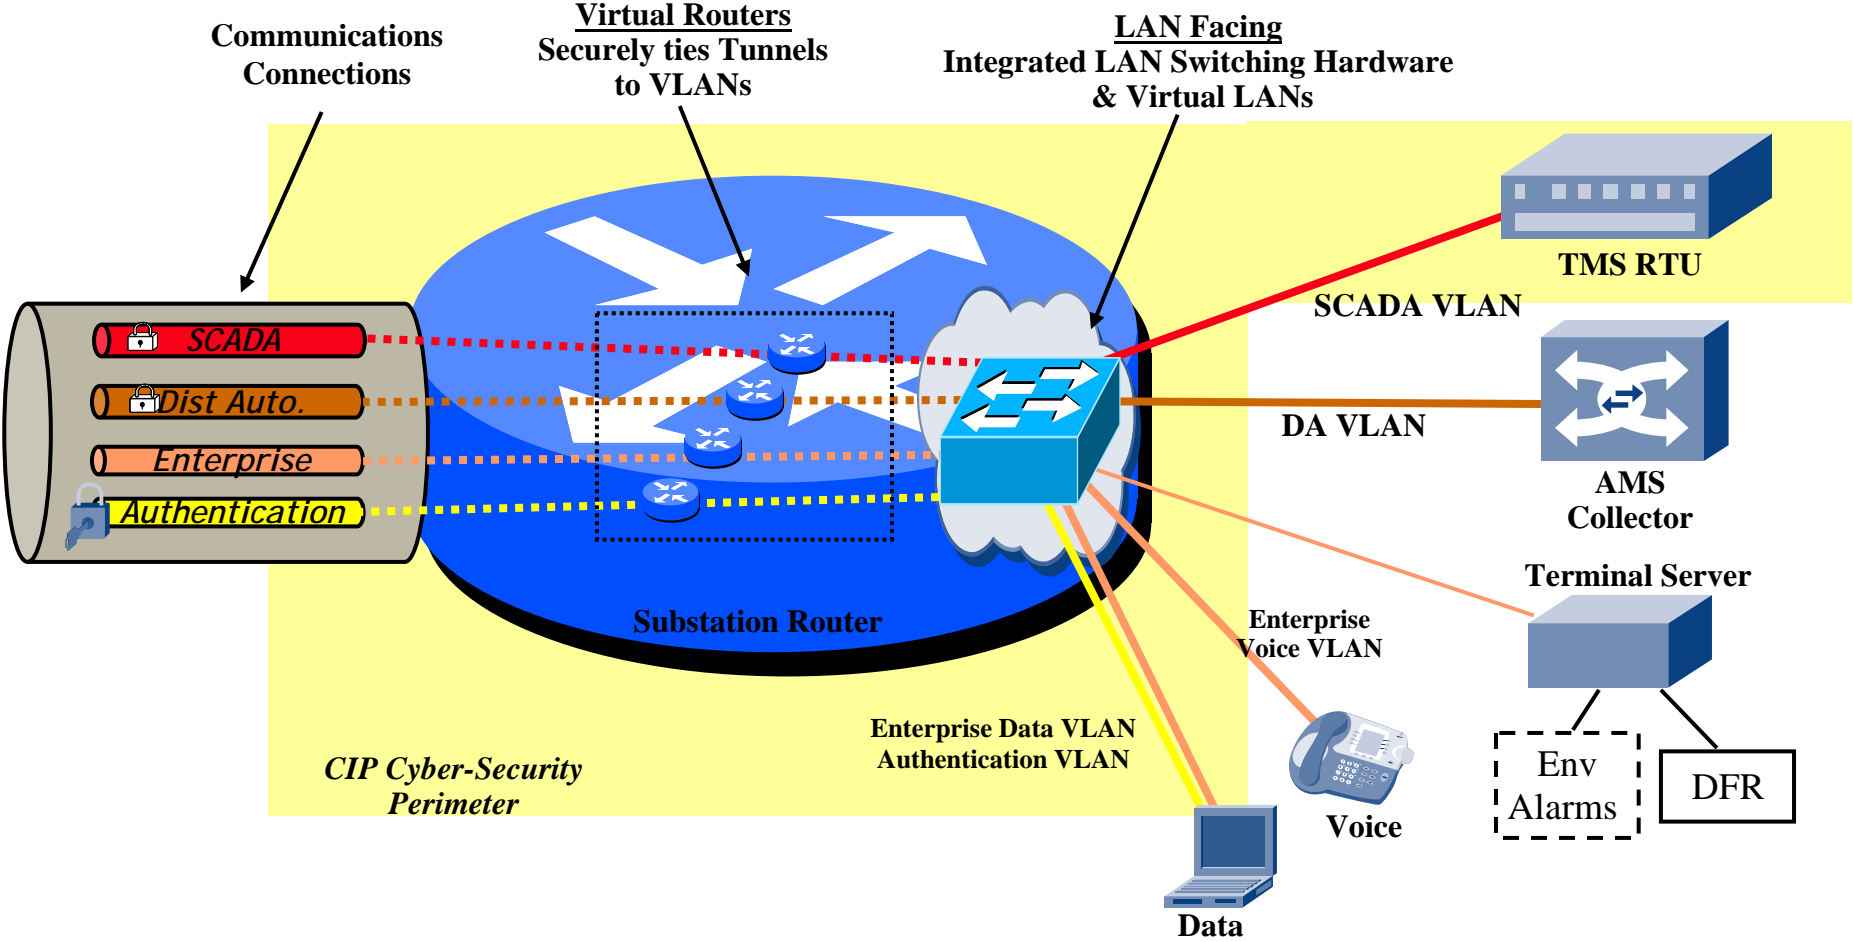 Communications
Connections
Virtual Routers
Securely ties Tunnels
to VLANs
LAN Facing
Integrated LAN Switching Hardware
& Virtual LANs
TMS RTU
SCADA VLAN
SCADA
Dist Auto.
Enterprise
Authentication
DA VLAN
AMS
Collector
Terminal Server
Substation Router
Enterprise
Voice VLAN
Enterprise Data VLAN
Authentication VLAN
CIP Cyber-Security
Perimeter
Env
Alarms
DFR
Voice
Data